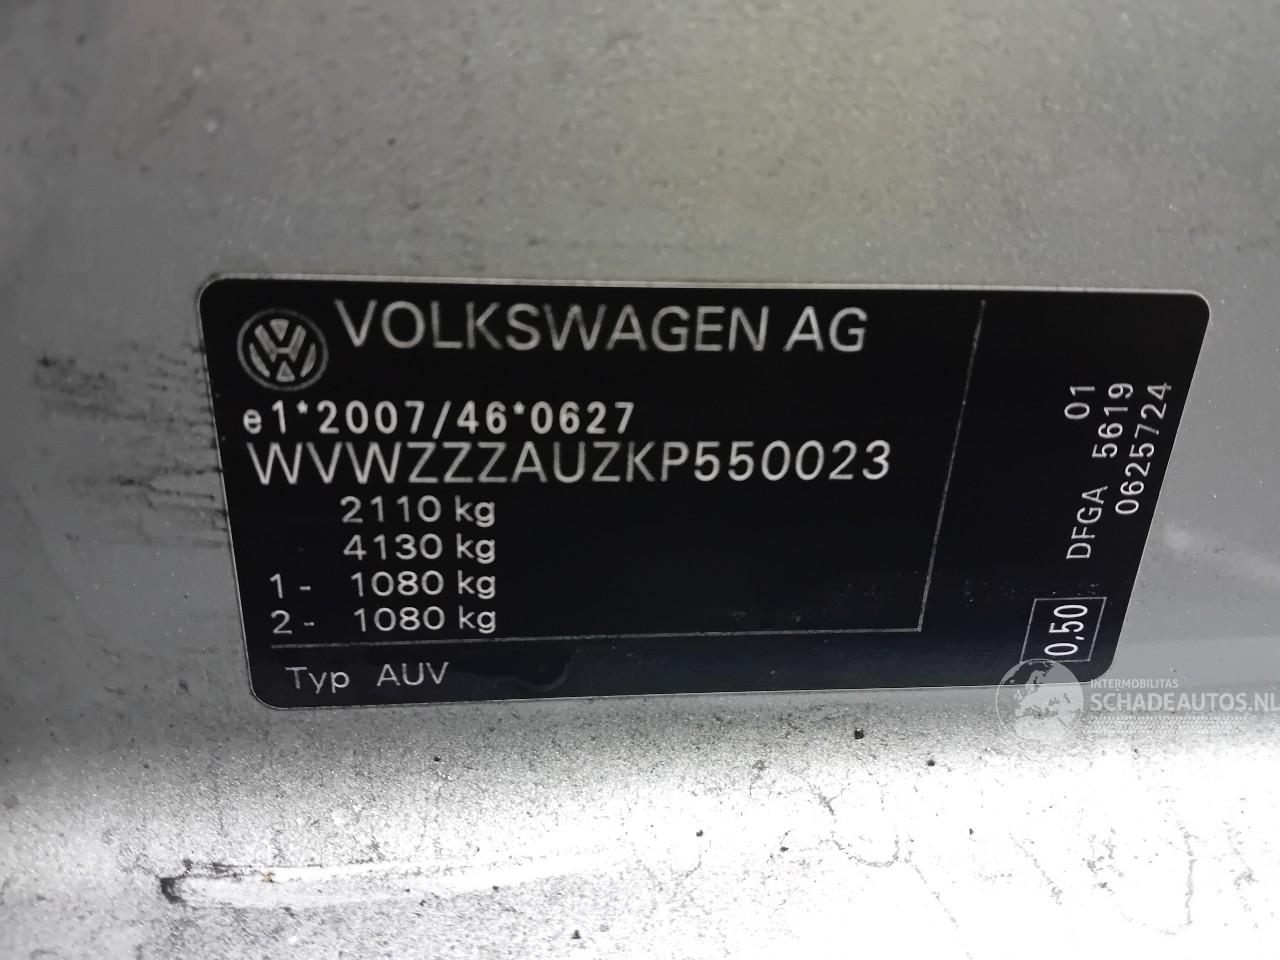 VOLKSWAGEN AG
e1*2007/46*0627
WVWZZZAUZKP550023
2110 kg
4130 kg
1 - 1080 kg
2 - 1080 kg
Typ AUV
01
DFGA 5619
0625724
0,50
INTERMOBILITAS
SCHADEAUTOS.NL